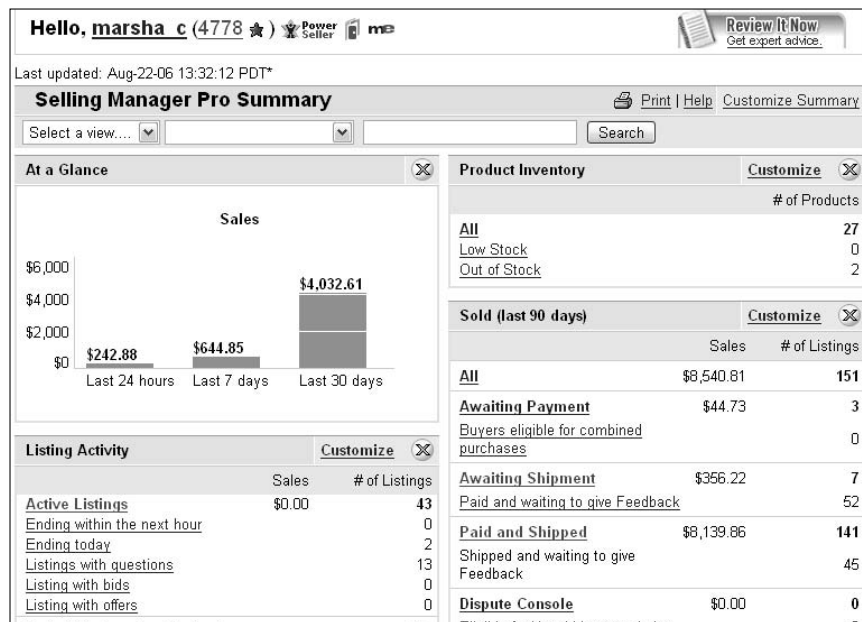 Hello, marsha_c (4778 ) Power Seller me
Review It Now
Get expert advice.
Last updated: Aug-22-06 13:32:12 PDT*
Selling Manager Pro Summary
Print | Help Customize Summary
Select a view.... Search
At a Glance
Sales
$6,000
$4,000
$2,000
$0
$242.88
$644.85
$4,032.61
Last 24 hours Last 7 days Last 30 days
Listing Activity Customize
Sales # of Listings
Active Listings $0.00 43
Ending within the next hour 0
Ending today 2
Listings with questions 13
Listing with bids 0
Listing with offers 0
Product Inventory Customize
# of Products
All 27
Low Stock 0
Out of Stock 2
Sold (last 90 days) Customize
Sales # of Listings
All $8,540.81 151
Awaiting Payment $44.73 3
Buyers eligible for combined
purchases 0
Awaiting Shipment $356.22 7
Paid and waiting to give Feedback 52
Paid and Shipped $8,139.86 141
Shipped and waiting to give
Feedback 45
Dispute Console $0.00 0